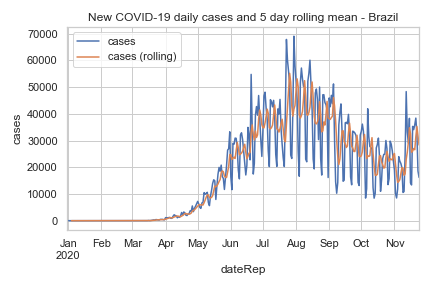 New COVID-19 daily cases and 5 day rolling mean - Brazil
cases
cases (rolling)
70000
60000
50000
40000
30000
20000
10000
0
cases
Jan Feb Mar Apr May Jun Jul Aug Sep Oct Nov
2020
dateRep